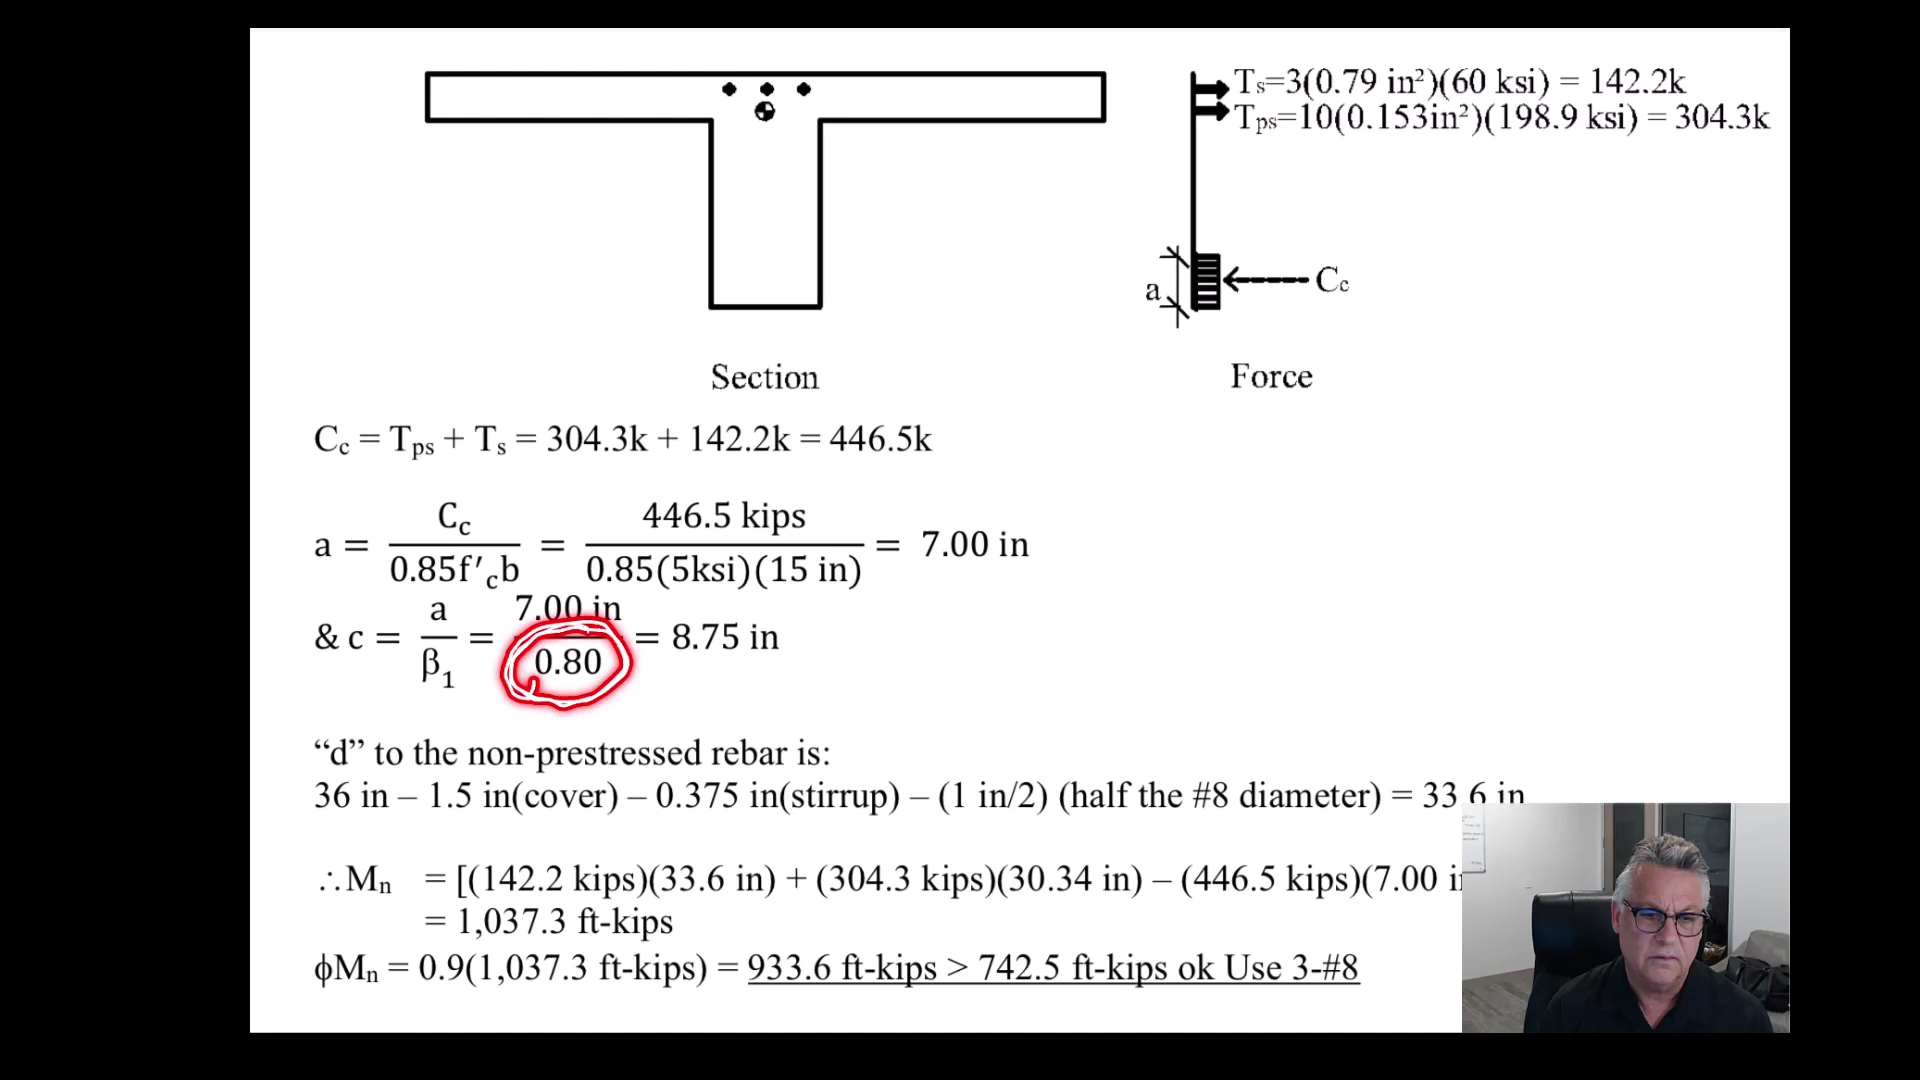 Ts=3(0.79 in²)(60 ksi) = 142.2k
Tps=10(0.153in²)(198.9 ksi) = 304.3k
a
Cc
Section
Force
Cc = Tps + Ts = 304.3k + 142.2k = 446.5k
a = Cc / 0.85f′cb = 446.5 kips / 0.85(5ksi)(15 in) = 7.00 in
& c = a / β1 = 7.00 in / 0.80 = 8.75 in
“d” to the non-prestressed rebar is:
36 in – 1.5 in(cover) – 0.375 in(stirrup) – (1 in/2) (half the #8 diameter) = 33.6 in
∴Mn = [(142.2 kips)(33.6 in) + (304.3 kips)(30.34 in) – (446.5 kips)(7.00
= 1,037.3 ft-kips
ϕMn = 0.9(1,037.3 ft-kips) = 933.6 ft-kips > 742.5 ft-kips ok Use 3-#8